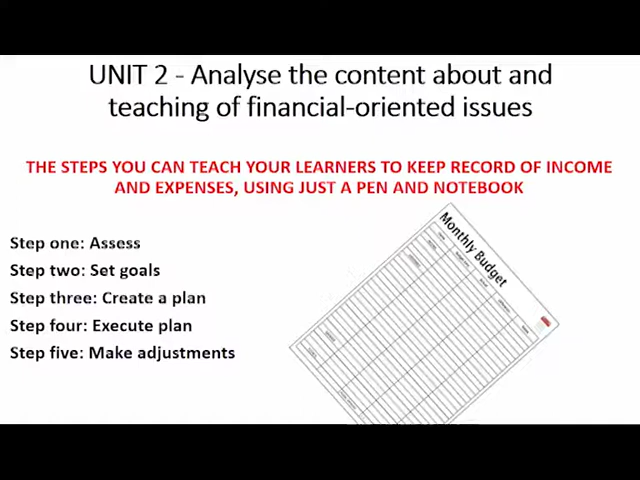 UNIT 2 - Analyse the content about and
teaching of financial-oriented issues
THE STEPS YOU CAN TEACH YOUR LEARNERS TO KEEP RECORD OF INCOME
AND EXPENSES, USING JUST A PEN AND NOTEBOOK
Step one: Assess
Step two: Set goals
Step three: Create a plan
Step four: Execute plan
Step five: Make adjustments
Monthly Budget